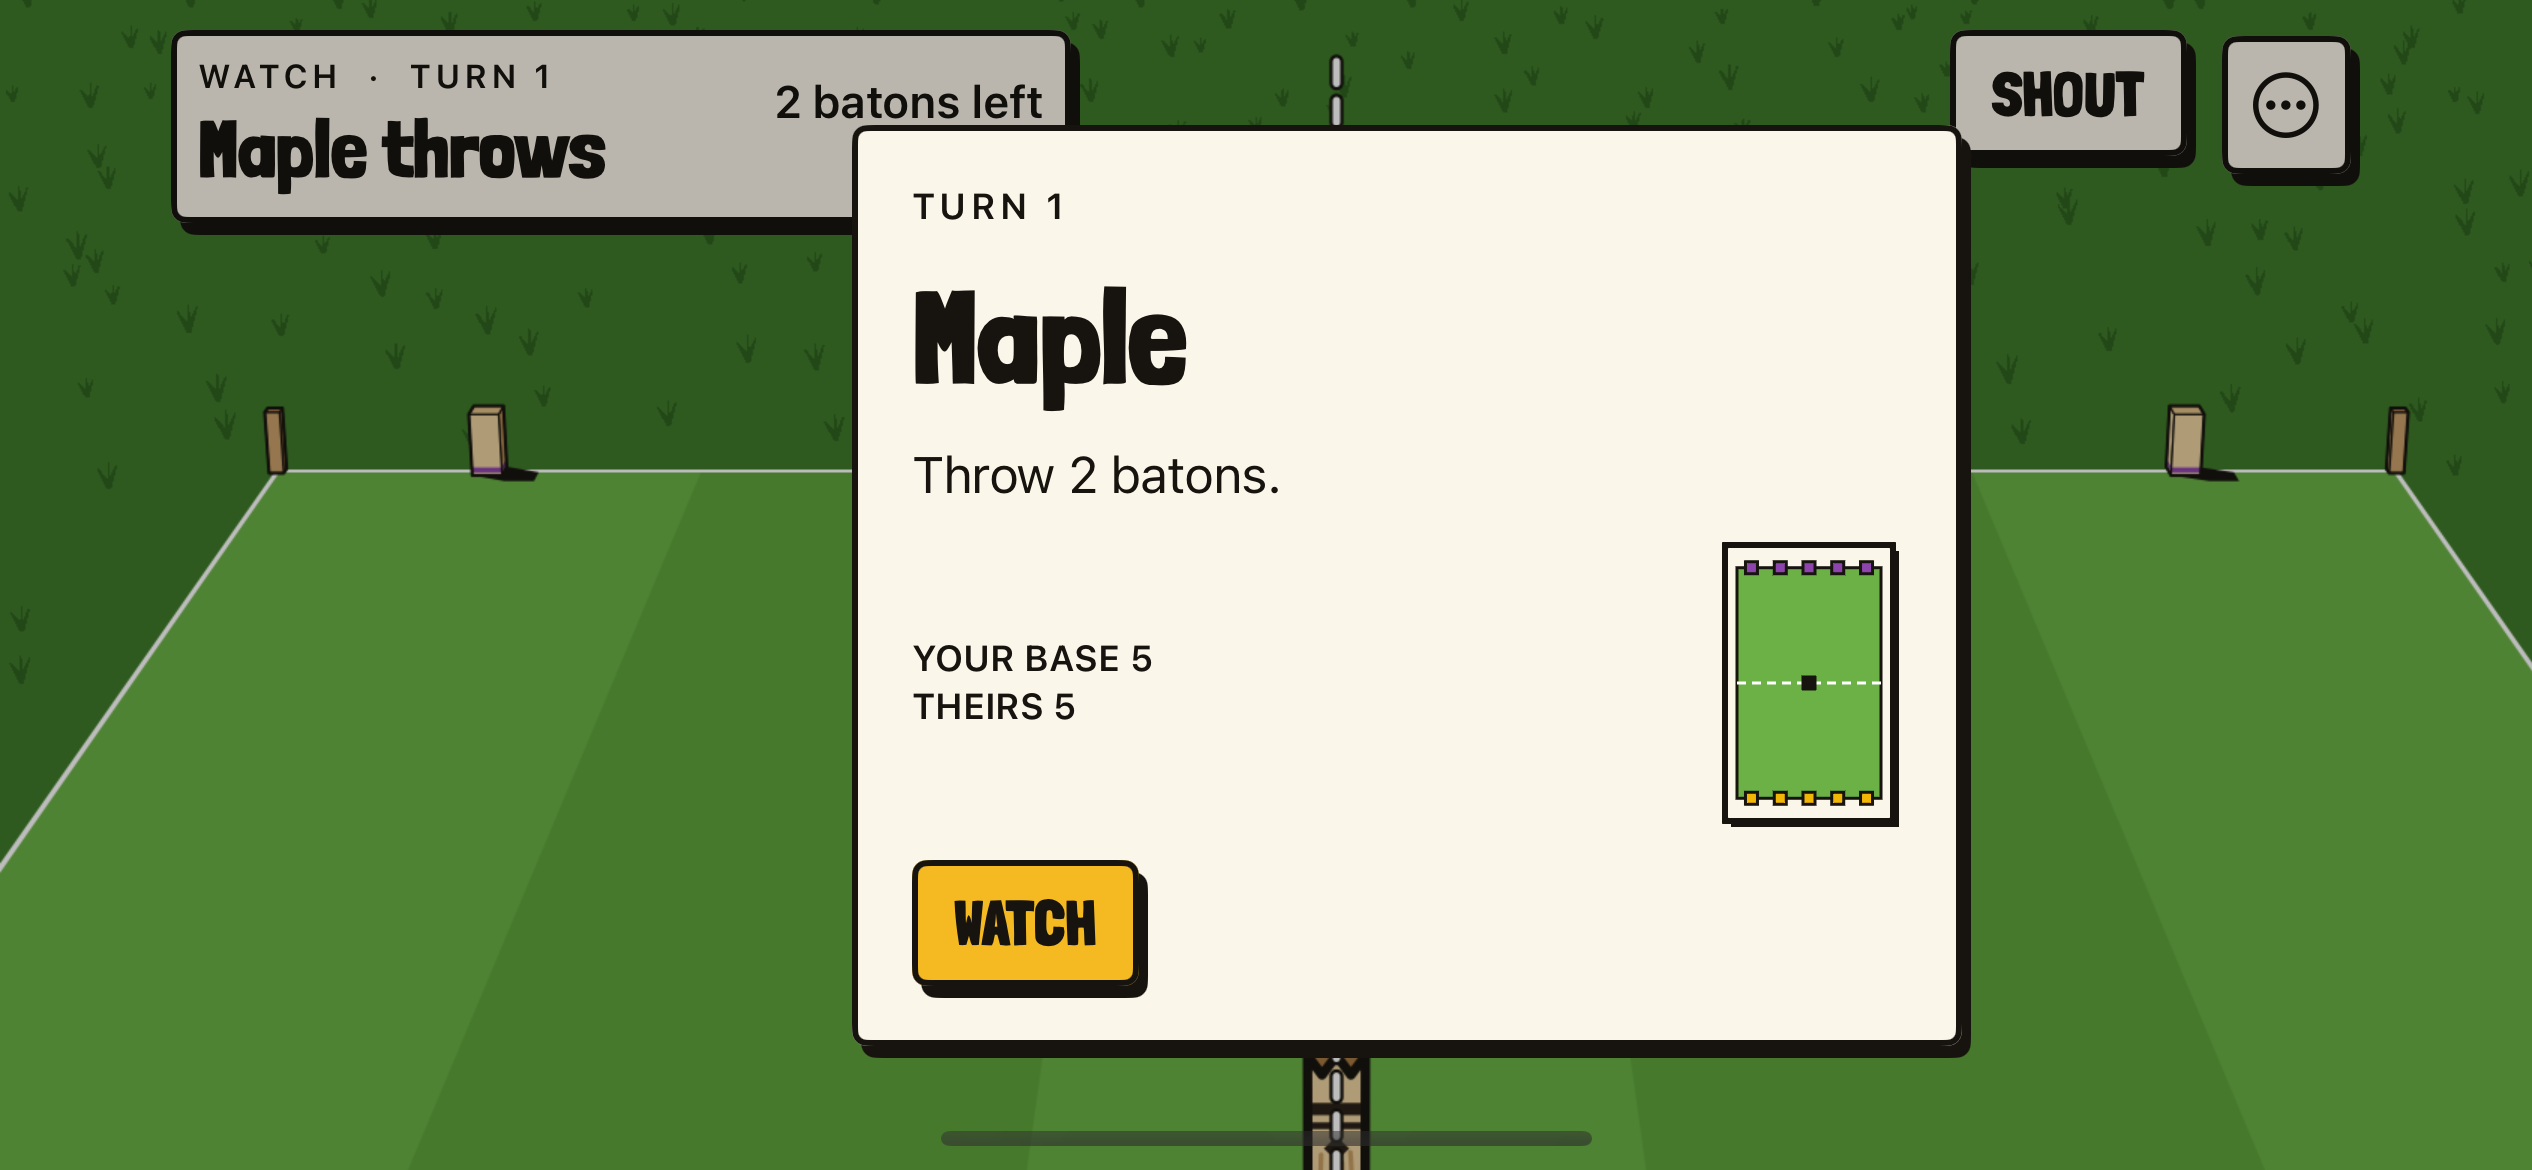 WATCH · TURN 1
2 batons left
Maple throws
SHOUT
TURN 1
Maple
Throw 2 batons.
YOUR BASE 5
THEIRS 5
WATCH